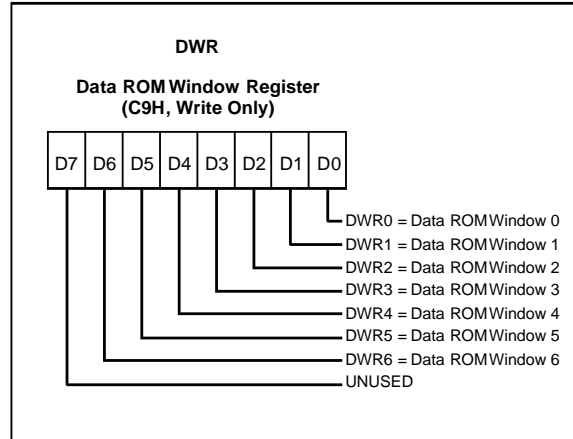 DWR
Data ROM Window Register
(C9H, Write Only)
D7 D6 D5 D4 D3 D2 D1 D0
DWR0 = Data ROM Window 0
DWR1 = Data ROM Window 1
DWR2 = Data ROM Window 2
DWR3 = Data ROM Window 3
DWR4 = Data ROM Window 4
DWR5 = Data ROM Window 5
DWR6 = Data ROM Window 6
UNUSED